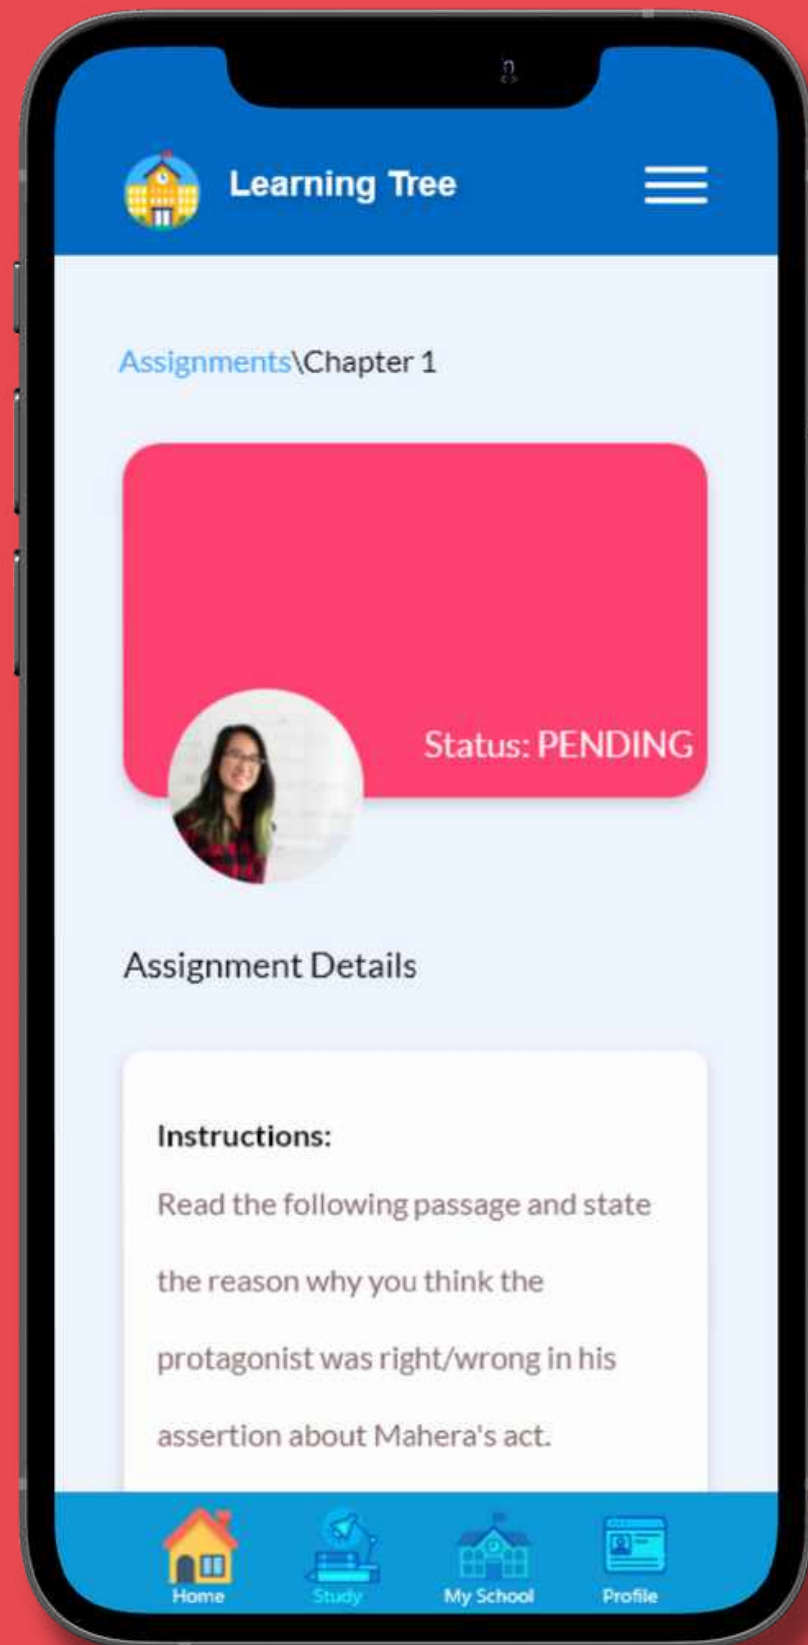 Learning Tree
Assignments\Chapter 1
Status: PENDING
Assignment Details
Instructions:
Read the following passage and state
the reason why you think the
protagonist was right/wrong in his
assertion about Mahera's act.
Home Study My School Profile